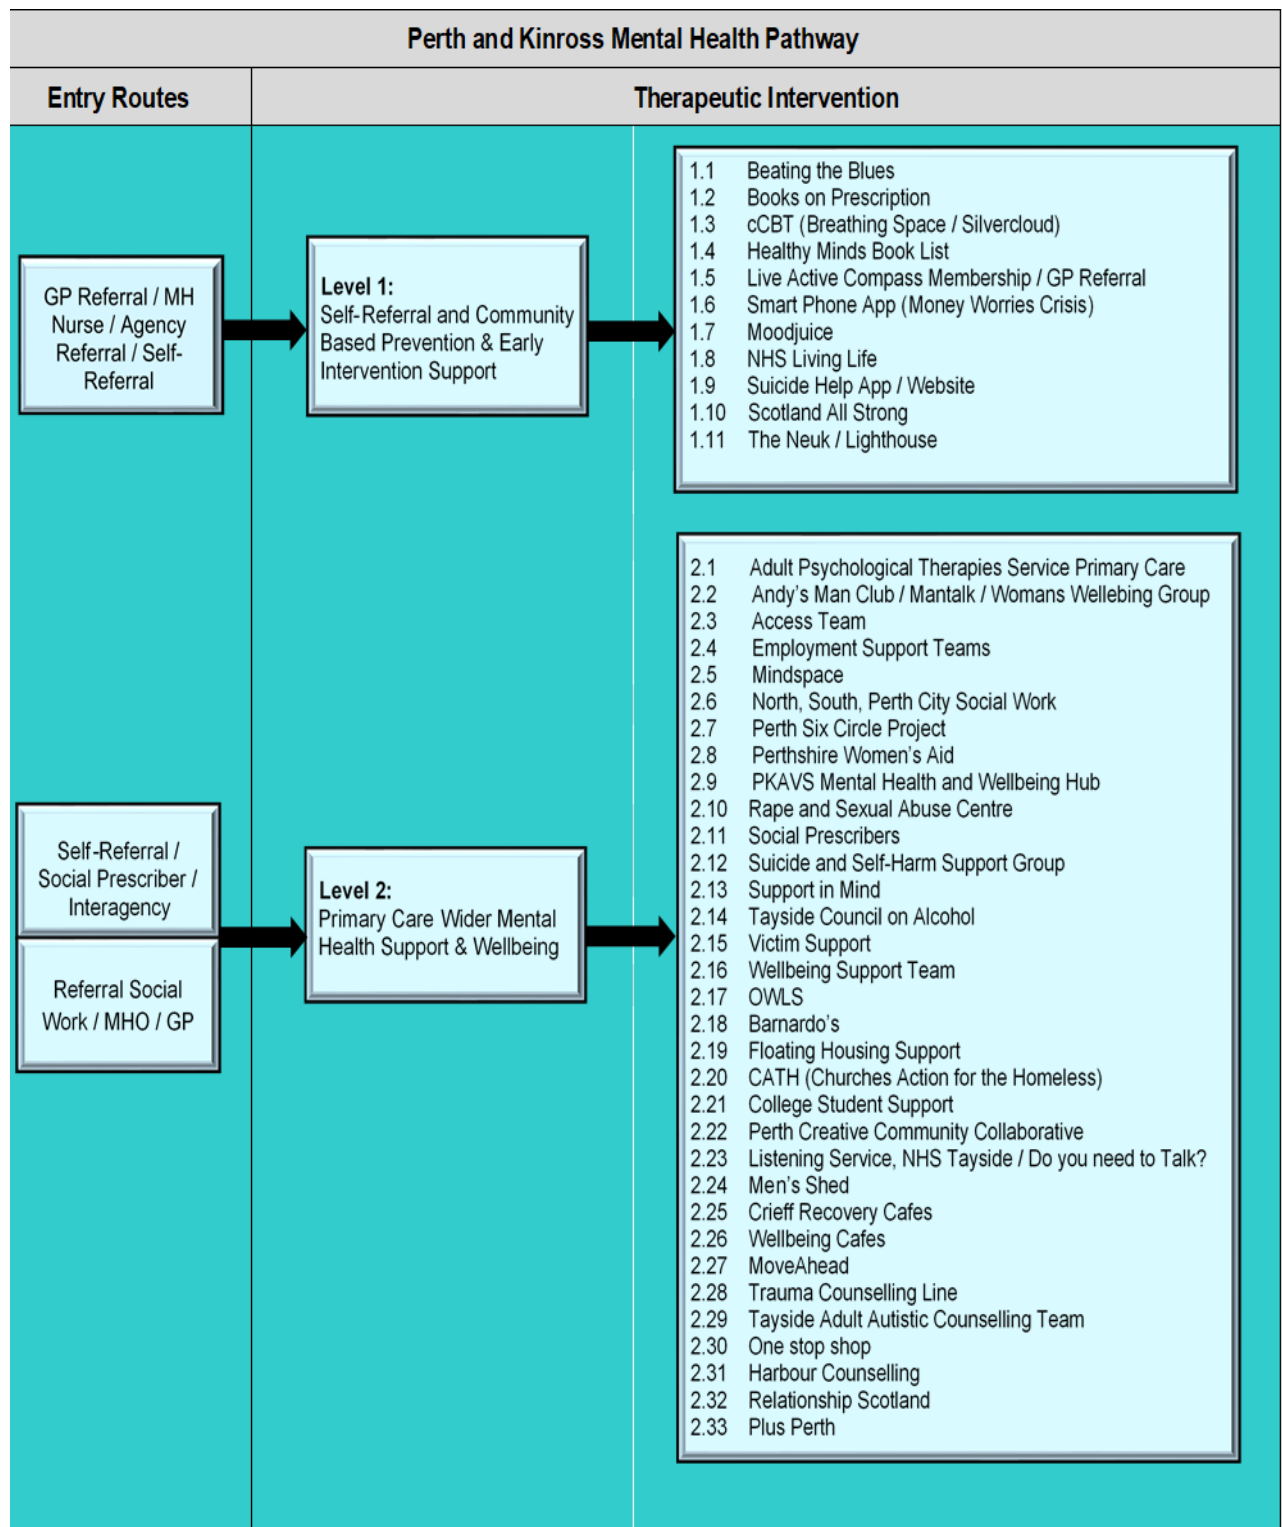 Perth and Kinross Mental Health Pathway
Entry Routes
Therapeutic Intervention
GP Referral / MH
Nurse / Agency
Referral / Self-
Referral
Level 1:
Self-Referral and Community
Based Prevention & Early
Intervention Support
1.1 Beating the Blues
1.2 Books on Prescription
1.3 cCBT (Breathing Space / Silvercloud)
1.4 Healthy Minds Book List
1.5 Live Active Compass Membership / GP Referral
1.6 Smart Phone App (Money Worries Crisis)
1.7 Moodjuice
1.8 NHS Living Life
1.9 Suicide Help App / Website
1.10 Scotland All Strong
1.11 The Neuk / Lighthouse
Self-Referral /
Social Prescriber /
Interagency
Referral Social
Work / MHO / GP
Level 2:
Primary Care Wider Mental
Health Support & Wellbeing
2.1 Adult Psychological Therapies Service Primary Care
2.2 Andy's Man Club / Mantalk / Womans Wellebing Group
2.3 Access Team
2.4 Employment Support Teams
2.5 Mindspace
2.6 North, South, Perth City Social Work
2.7 Perth Six Circle Project
2.8 Perthshire Women's Aid
2.9 PKAVS Mental Health and Wellbeing Hub
2.10 Rape and Sexual Abuse Centre
2.11 Social Prescribers
2.12 Suicide and Self-Harm Support Group
2.13 Support in Mind
2.14 Tayside Council on Alcohol
2.15 Victim Support
2.16 Wellbeing Support Team
2.17 OWLS
2.18 Barnardo's
2.19 Floating Housing Support
2.20 CATH (Churches Action for the Homeless)
2.21 College Student Support
2.22 Perth Creative Community Collaborative
2.23 Listening Service, NHS Tayside / Do you need to Talk?
2.24 Men's Shed
2.25 Crieff Recovery Cafes
2.26 Wellbeing Cafes
2.27 MoveAhead
2.28 Trauma Counselling Line
2.29 Tayside Adult Autistic Counselling Team
2.30 One stop shop
2.31 Harbour Counselling
2.32 Relationship Scotland
2.33 Plus Perth